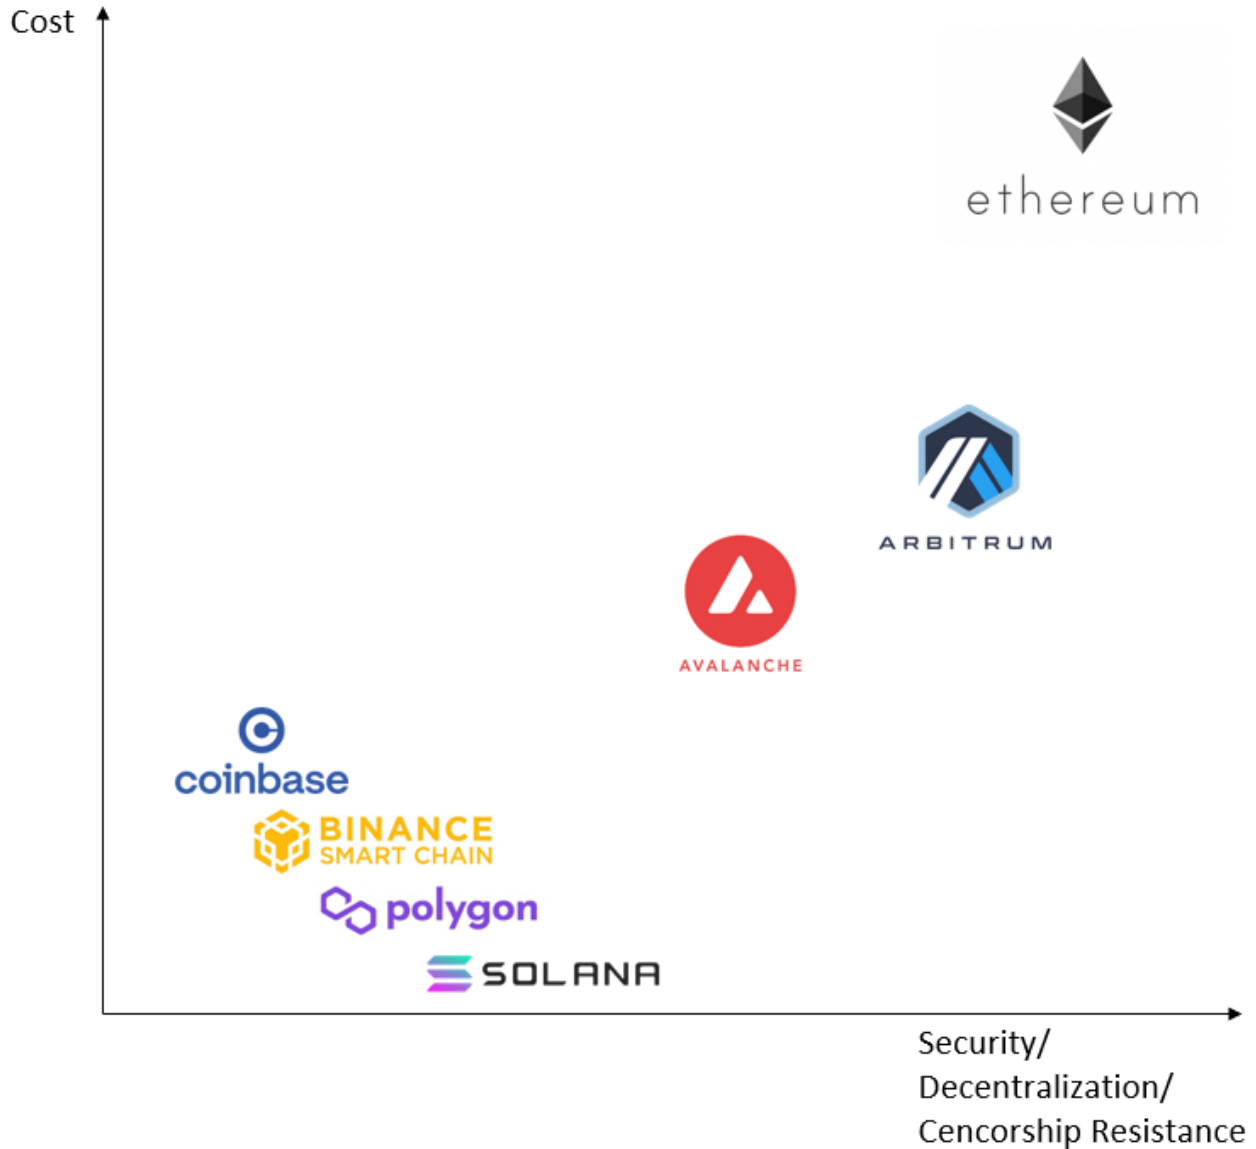 Cost
ethereum
ARBITRUM
AVALANCHE
coinbase
BINANCE
SMART CHAIN
polygon
SOLANA
Security/
Decentralization/
Cencorship Resistance